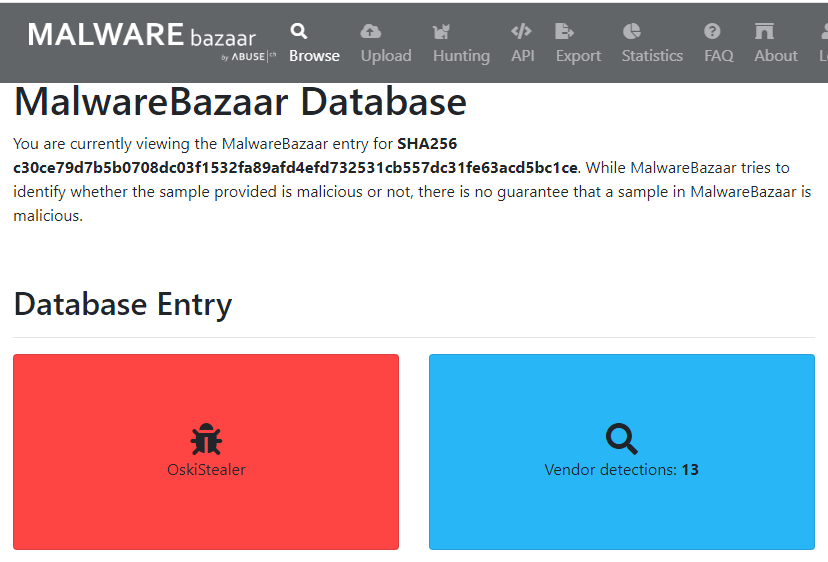 MALWARE bazaar
by ABUSE|ch
Browse
Upload
Hunting
API
Export
Statistics
FAQ
About
MalwareBazaar Database
You are currently viewing the MalwareBazaar entry for SHA256
c30ce79d7b5b0708dc03f1532fa89afd4efd732531cb557dc31fe63acd5bc1ce. While MalwareBazaar tries to
identify whether the sample provided is malicious or not, there is no guarantee that a sample in MalwareBazaar is
malicious.
Database Entry
OskiStealer
Vendor detections: 13